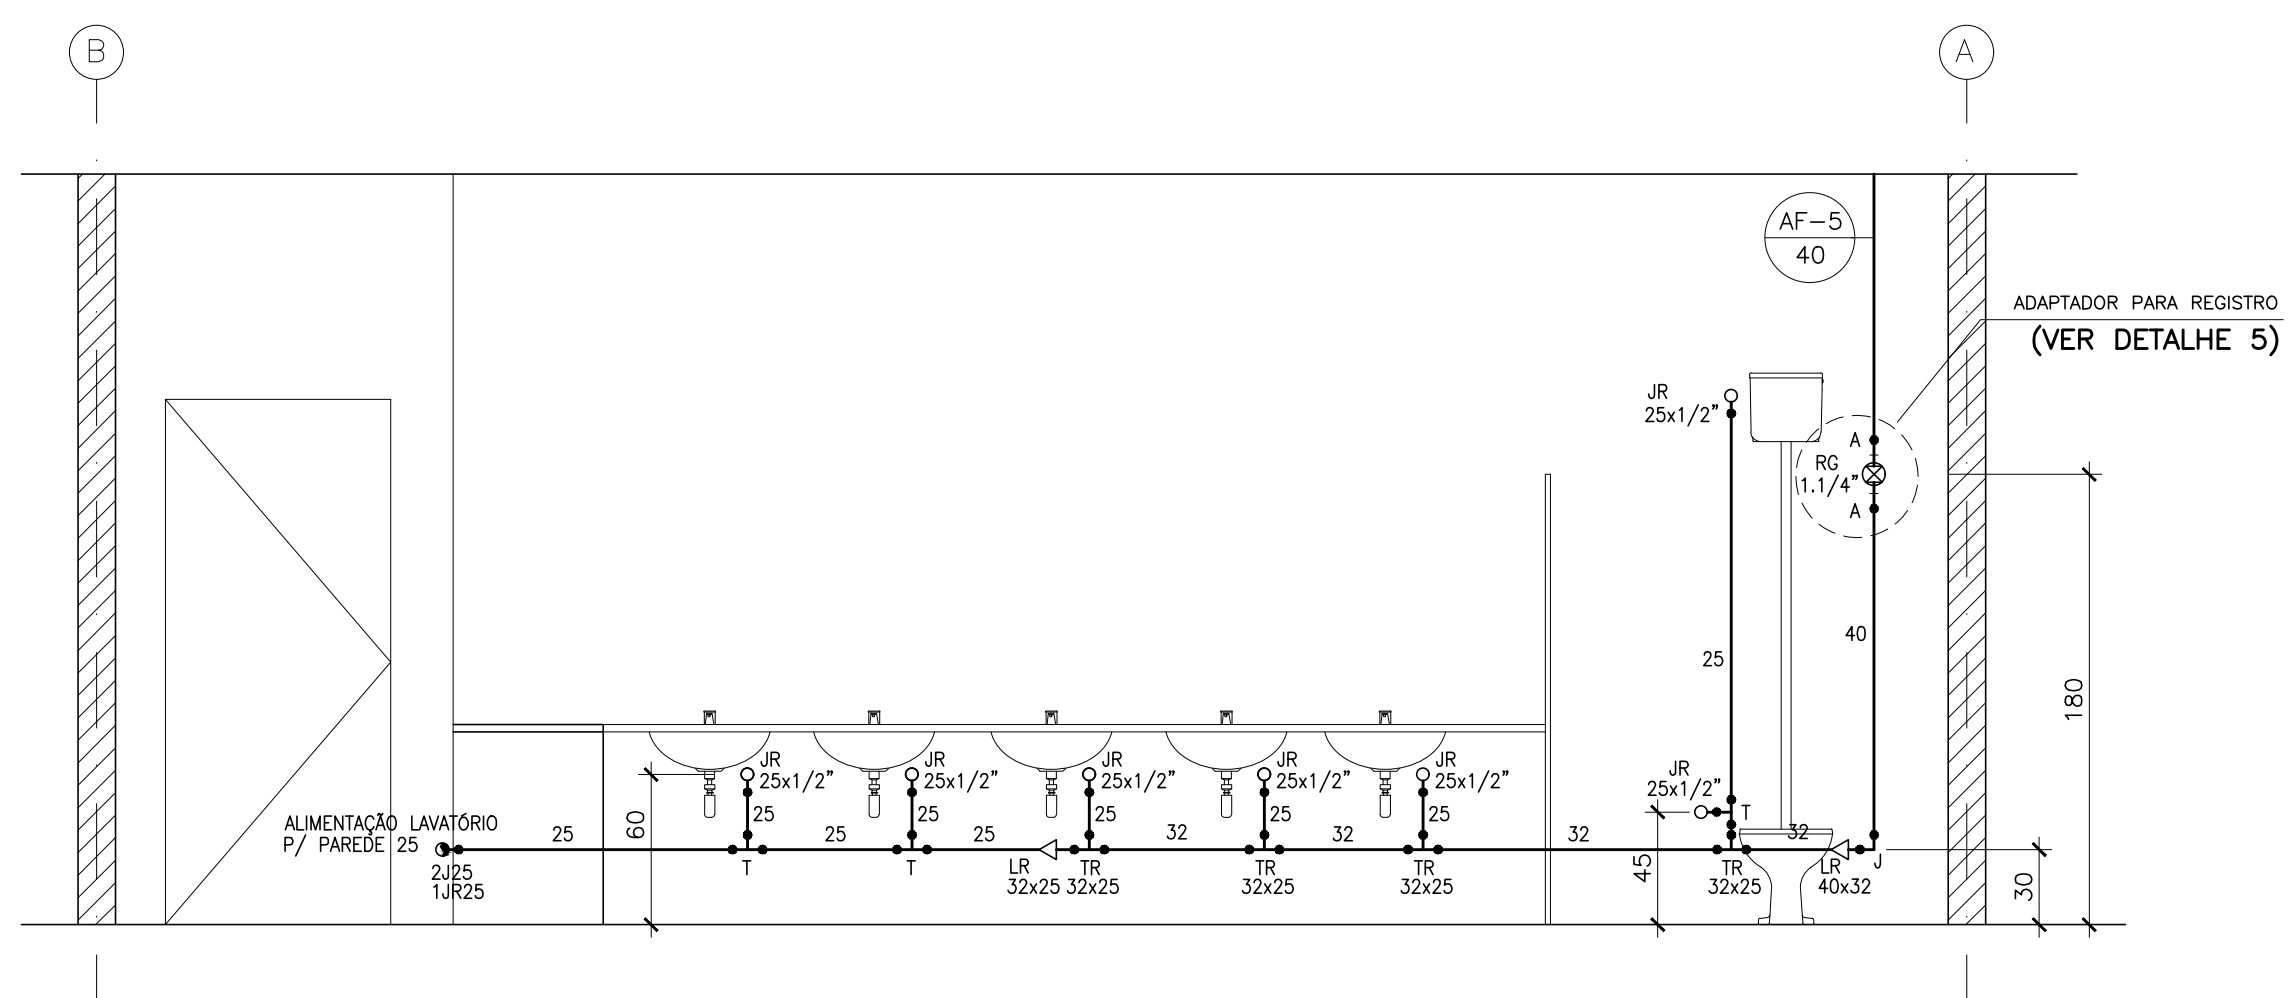 B
A
AF-5
40
ADAPTADOR PARA REGISTRO
(VER DETALHE 5)
JR
25x1/2"
A
RG
1.1/4"
A
40
25
180
JR
25x1/2"
JR
25x1/2"
JR
25x1/2"
JR
25x1/2"
JR
25x1/2"
JR
25x1/2"
T
25
25
25
25
25
60
ALIMENTAÇÃO LAVATÓRIO
P/ PAREDE 25
25
25
25
32
32
32
32
2J25
1JR25
T
T
LR
32x25
TR
32x25
TR
32x25
TR
32x25
45
TR
32x25
LR
40x32
J
30